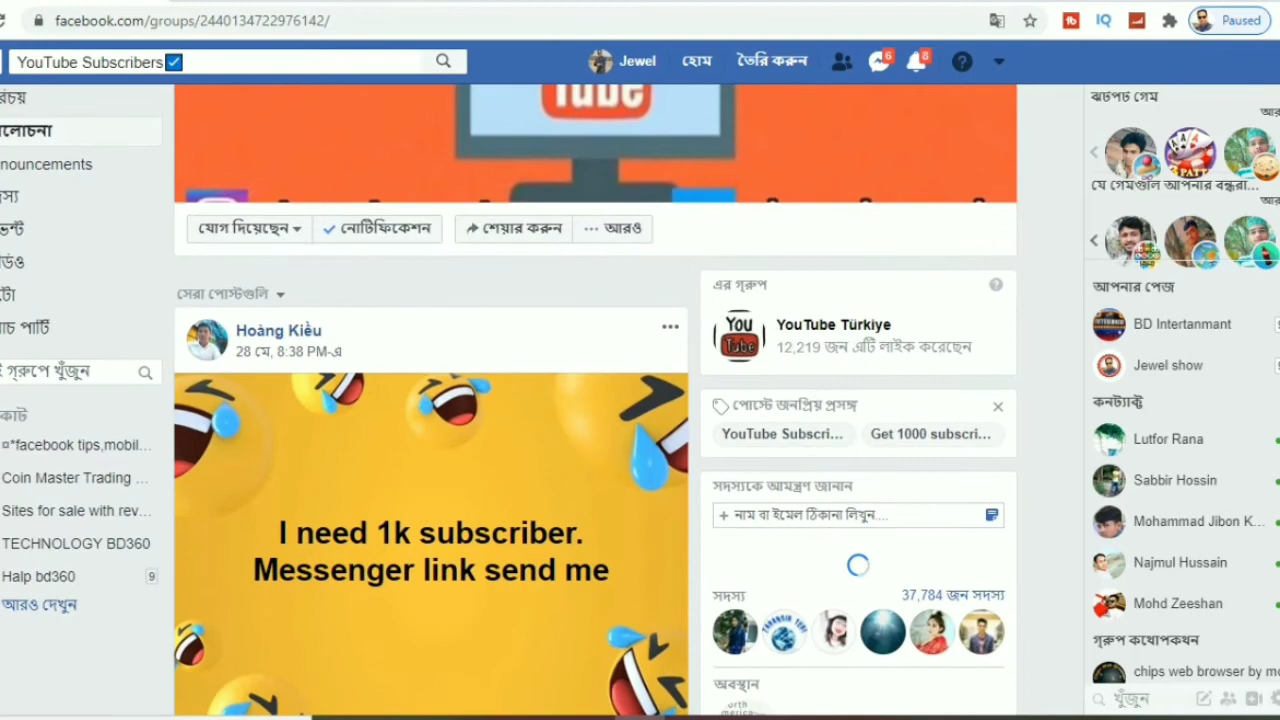 facebook.com/groups/2440134722976142/
Paused
YouTube Subscribers
Jewel
হোম
তৈরি করুন
6
8
Tube
যোগ দিয়েছেন
নোটিফিকেশন
শেয়ার করুন
আরও
nouncements
সেরা পোস্টগুলি
Hoàng Kiều
28 মে, 8:38 PM-এ
I need 1k subscriber.
Messenger link send me
গ্রুপে খুঁজুন
¤*facebook tips,mobil...
Coin Master Trading ...
Sites for sale with rev...
TECHNOLOGY BD360
Halp bd360
9
আরও দেখুন
এর গ্রুপ
YouTube Türkiye
12,219 জন এটি লাইক করেছেন
পোস্টে জনপ্রিয় প্রসঙ্গ
YouTube Subscri...
Get 1000 subscri...
সদস্যকে আমন্ত্রণ জানান
+ নাম বা ইমেল ঠিকানা লিখুন....
সদস্য
37,784 জন সদস্য
অবস্থান
ঝটপট গেম
যে গেমগুলি আপনার বন্ধুরা...
আপনার পেজ
BD Intertanmant
Jewel show
কনট্যাক্ট
Lutfor Rana
Sabbir Hossin
Mohammad Jibon K...
Najmul Hussain
Mohd Zeeshan
গ্রুপ কথোপকথন
chips web browser by mo
খুঁজুন